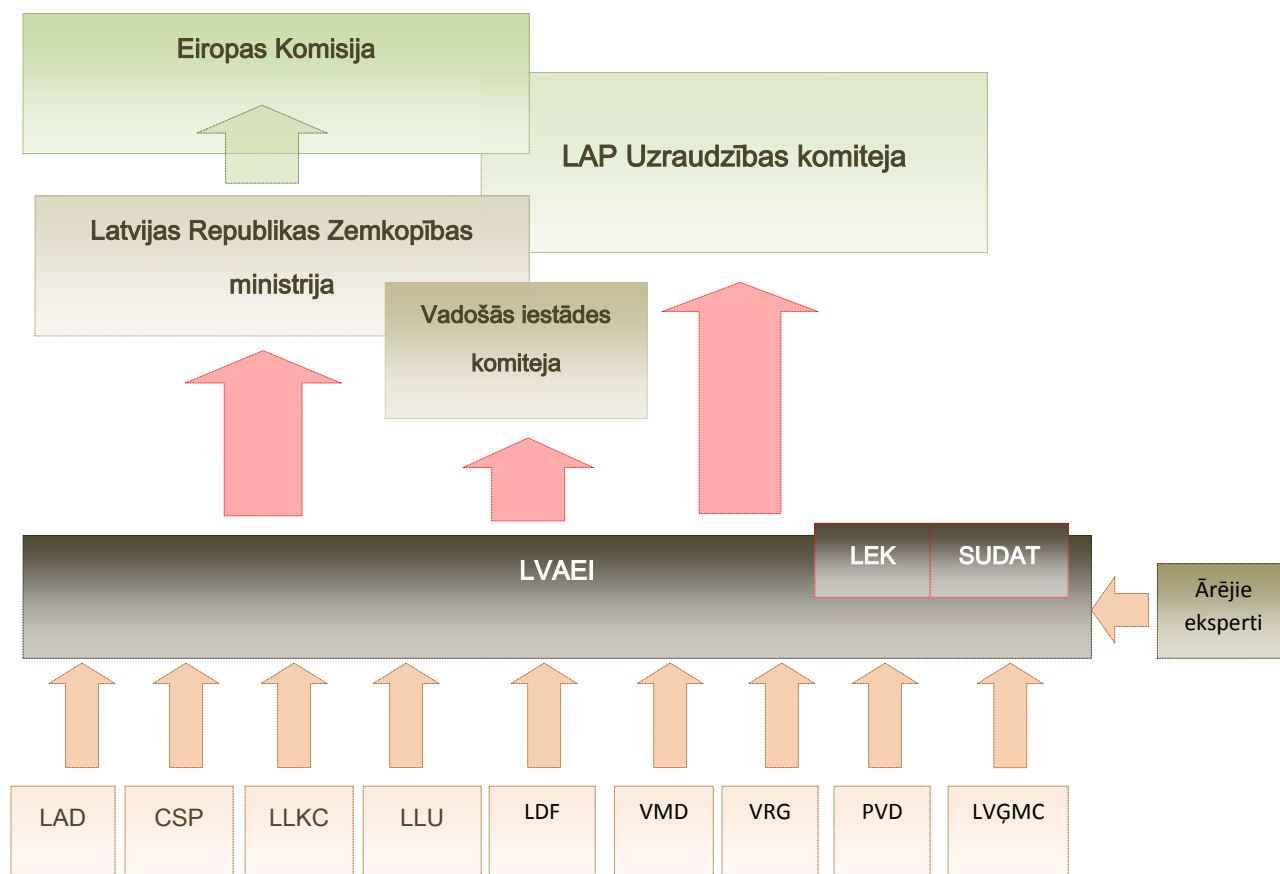 Eiropas Komisija
LAP Uzraudzības komiteja
Latvijas Republikas Zemkopības
ministrija
Vadošās iestādes
komiteja
LVAEI
LEK
SUDAT
Ārējie
eksperti
LAD
CSP
LLKC
LLU
LDF
VMD
VRG
PVD
LVĢMC